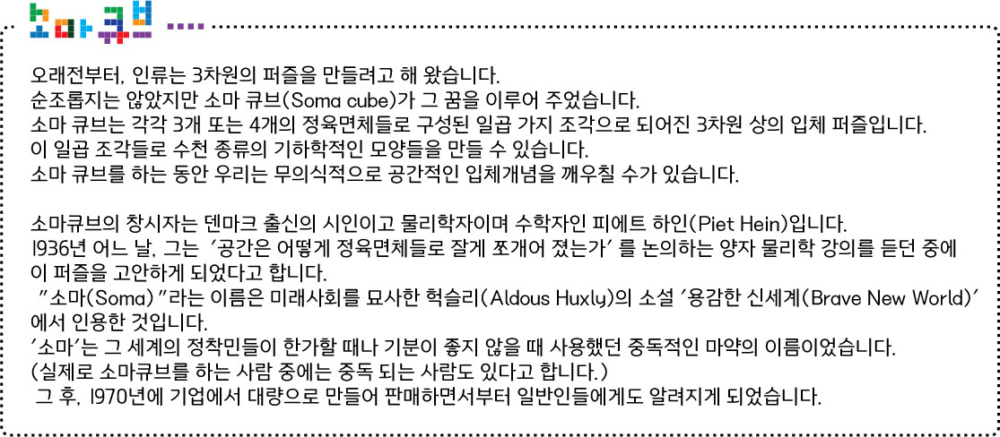 소마큐브
오래전부터, 인류는 3차원의 퍼즐을 만들려고 해 왔습니다.
순조롭지는 않았지만 소마 큐브(Soma cube)가 그 꿈을 이루어 주었습니다.
소마 큐브는 각각 3개 또는 4개의 정육면체들로 구성된 일곱 가지 조각으로 되어진 3차원 상의 입체 퍼즐입니다.
이 일곱 조각들로 수천 종류의 기하학적인 모양들을 만들 수 있습니다.
소마 큐브를 하는 동안 우리는 무의식적으로 공간적인 입체개념을 깨우칠 수가 있습니다.
소마큐브의 창시자는 덴마크 출신의 시인이고 물리학자이며 수학자인 피에트 하인(Piet Hein)입니다.
1936년 어느 날, 그는 '공간은 어떻게 정육면체들로 잘게 쪼개어 졌는가' 를 논의하는 양자 물리학 강의를 듣던 중에
이 퍼즐을 고안하게 되었다고 합니다.
"소마(Soma) "라는 이름은 미래사회를 묘사한 헉슬리(Aldous Huxly)의 소설 '용감한 신세계(Brave New World)'
에서 인용한 것입니다.
'소마'는 그 세계의 정착민들이 한가할 때나 기분이 좋지 않을 때 사용했던 중독적인 마약의 이름이었습니다.
(실제로 소마큐브를 하는 사람 중에는 중독 되는 사람도 있다고 합니다.)
그 후, 1970년에 기업에서 대량으로 만들어 판매하면서부터 일반인들에게도 알려지게 되었습니다.